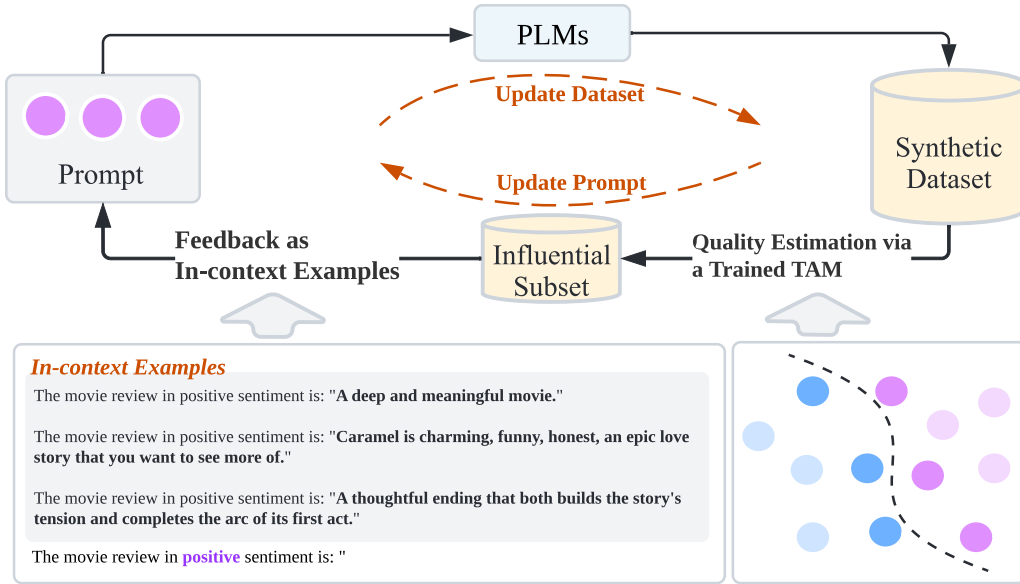 PLMs
Update Dataset
Prompt
Synthetic
Dataset
Update Prompt
Feedback as
In-context Examples
Influential
Subset
Quality Estimation via
a Trained TAM
In-context Examples
The movie review in positive sentiment is: "A deep and meaningful movie."
The movie review in positive sentiment is: "Caramel is charming, funny, honest, an epic love
story that you want to see more of."
The movie review in positive sentiment is: "A thoughtful ending that both builds the story's
tension and completes the arc of its first act."
The movie review in positive sentiment is: "